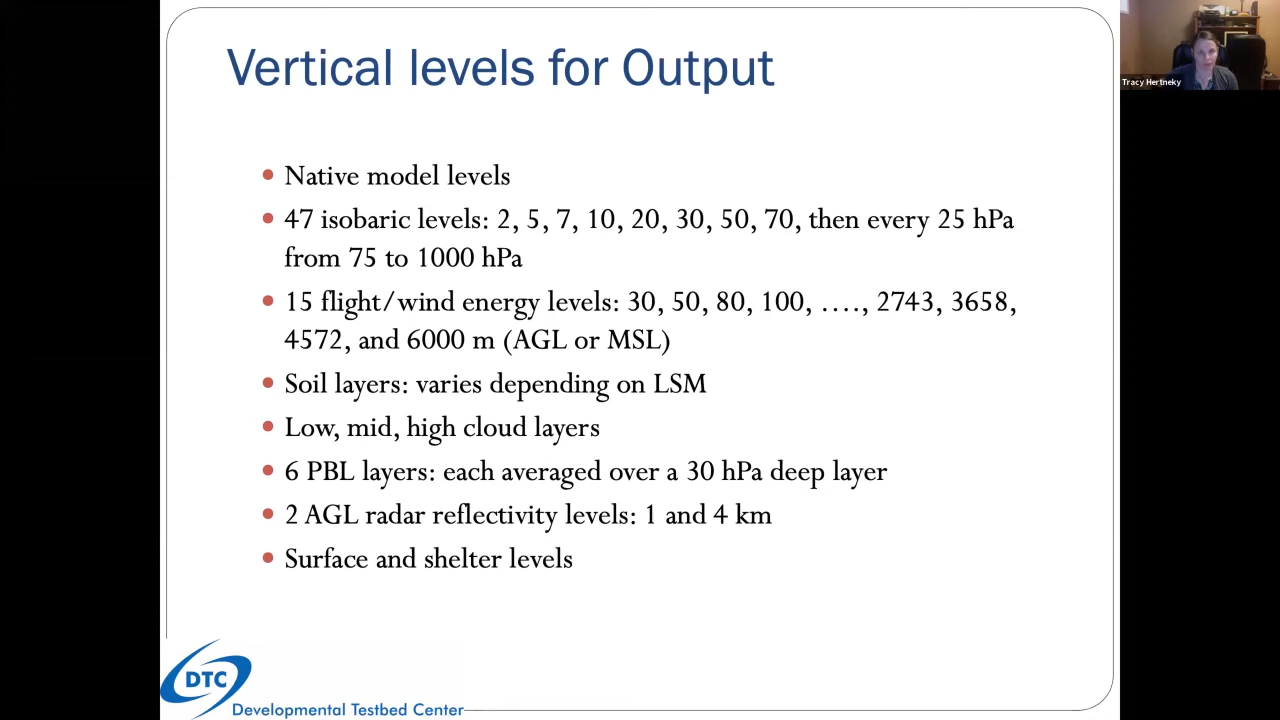 Vertical levels for Output
Tracy Hertneky
• Native model levels
• 47 isobaric levels: 2, 5, 7, 10, 20, 30, 50, 70, then every 25 hPa
from 75 to 1000 hPa
• 15 flight/wind energy levels: 30, 50, 80, 100, …., 2743, 3658,
4572, and 6000 m (AGL or MSL)
• Soil layers: varies depending on LSM
• Low, mid, high cloud layers
• 6 PBL layers: each averaged over a 30 hPa deep layer
• 2 AGL radar reflectivity levels: 1 and 4 km
• Surface and shelter levels
DTC
Developmental Testbed Center